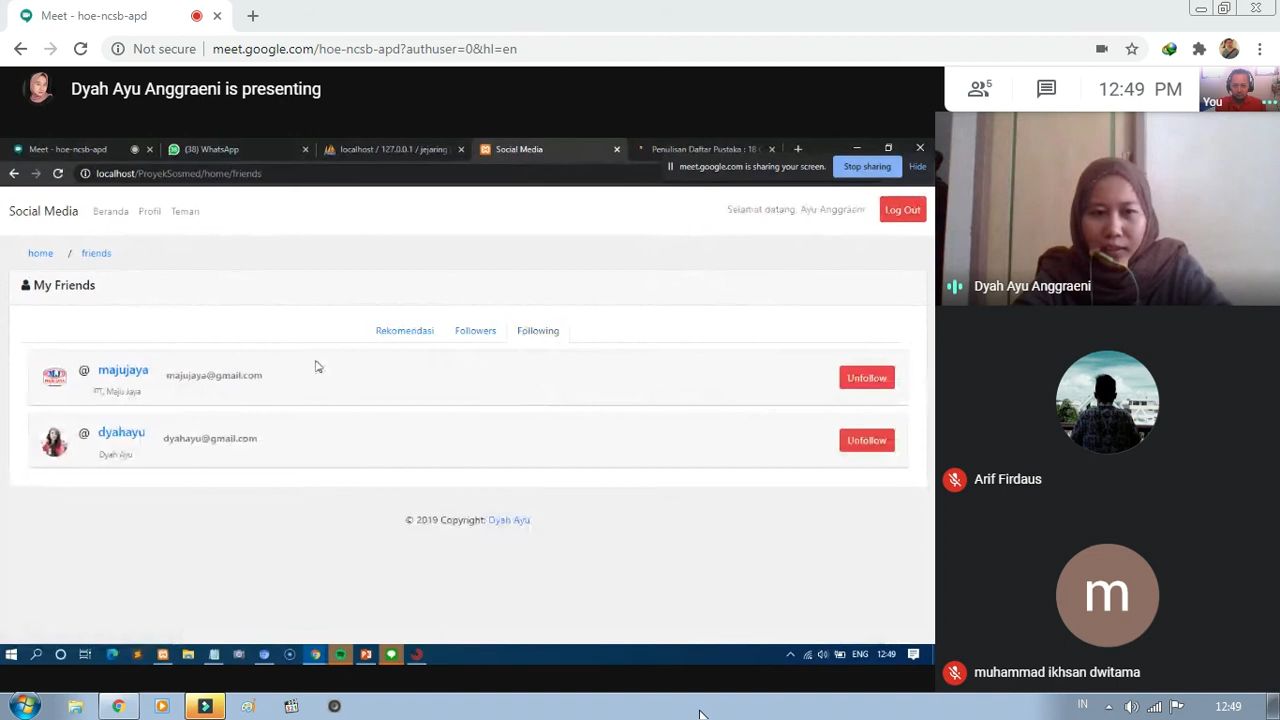 Meet - hoe-ncsb-apd
Not secure
meet.google.com/hoe-ncsb-apd?authuser=0&hl=en
Dyah Ayu Anggraeni is presenting
5
12:49 PM
You
Meet - hoe-ncsb-apd
(38) WhatsApp
localhost / 127.0.0.1 / jejaring
Social Media
Penulisan Daftar Pustaka : 18 C
localhost/ProyekSosmed/home/friends
meet.google.com is sharing your screen.
Stop sharing
Hide
Social Media
Beranda
Profil
Teman
Selamat datang, Ayu Anggraeni
Log Out
home / friends
My Friends
Rekomendasi
Followers
Following
@ majujaya
majujaya@gmail.com
PT. Maju Jaya
Unfollow
@ dyahayu
dyahayu@gmail.com
Dyah Ayu
Unfollow
© 2019 Copyright: Dyah Ayu
ENG
12:49
Dyah Ayu Anggraeni
Arif Firdaus
m
muhammad ikhsan dwitama
IN
12:49